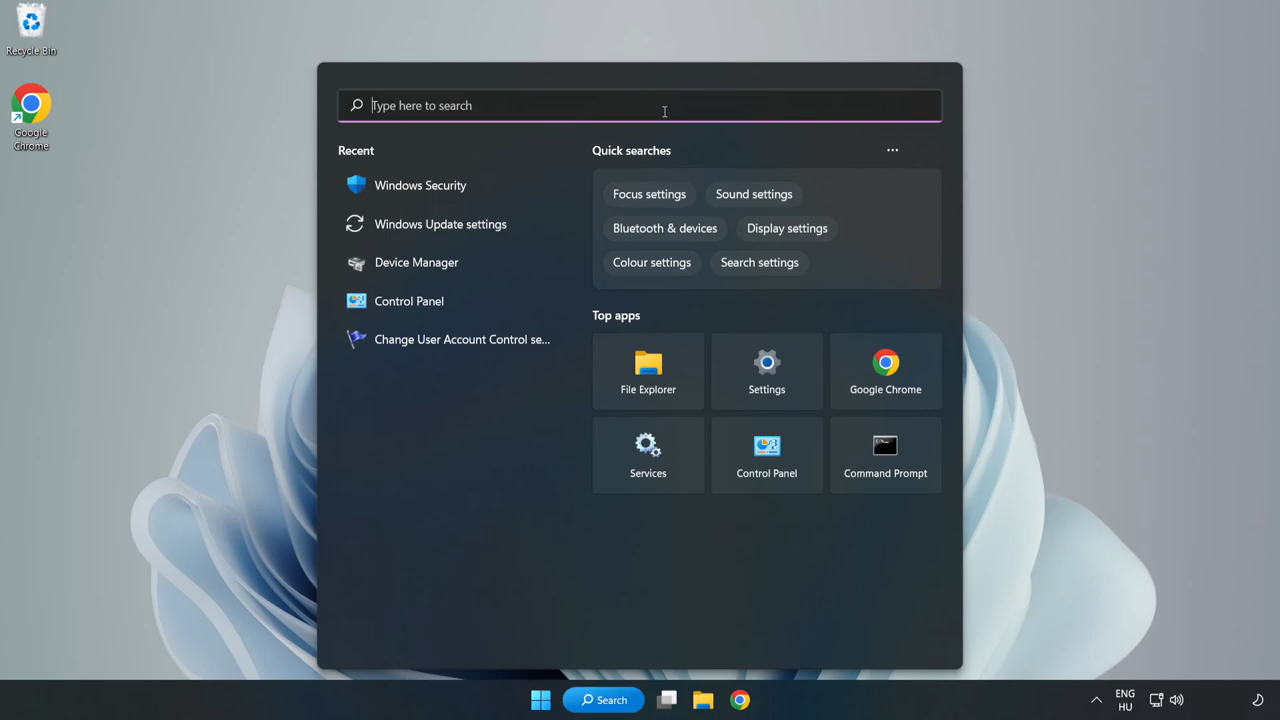 Recycle Bin
Google
Chrome
Type here to search
Recent
Windows Security
Windows Update settings
Device Manager
Control Panel
Change User Account Control se...
Quick searches
Focus settings
Sound settings
Bluetooth & devices
Display settings
Colour settings
Search settings
Top apps
File Explorer
Settings
Google Chrome
Services
Control Panel
Command Prompt
Search
ENG
HU